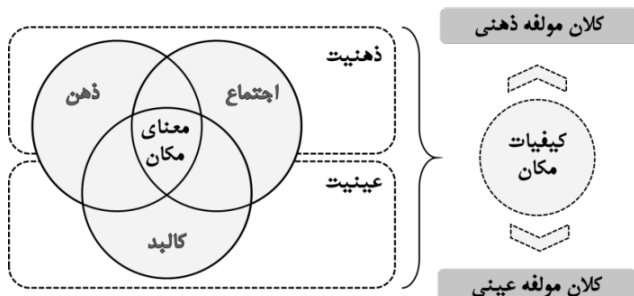 کلان مولفه ذهنی
ذهنیت
ذهن
اجتماع
معنای
مکان
کیفیات
مکان
عینیت
کالبد
کلان مولفه عینی